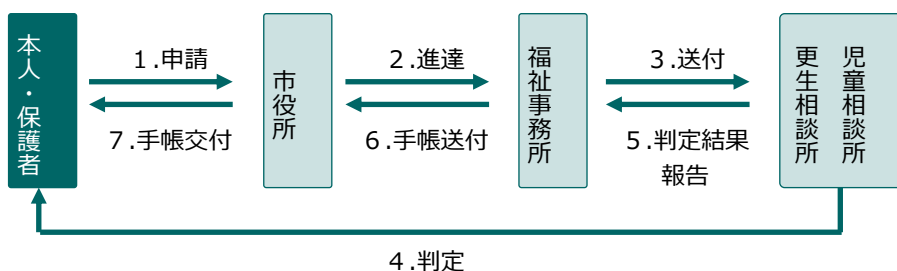 本人・保護者
1.申請
7.手帳交付
市役所
2.進達
6.手帳送付
福祉事務所
3.送付
5.判定結果
報告
児童相談所
更生相談所
4.判定